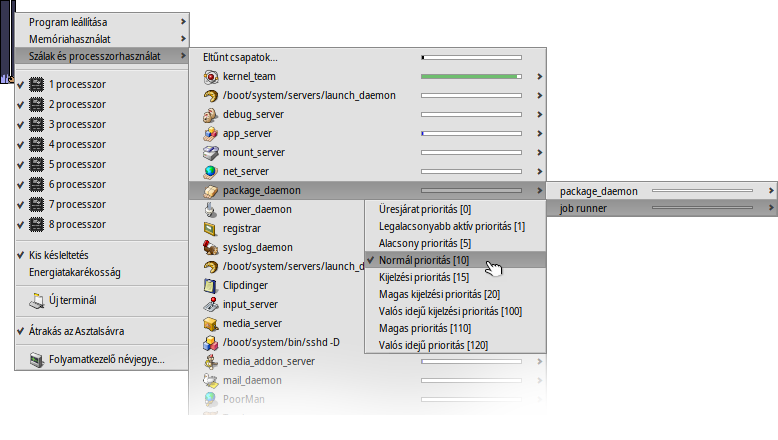 Program leállítása
Memóriahasználat
Szálak és processzorhasználat
1 processzor
2 processzor
3 processzor
4 processzor
5 processzor
6 processzor
7 processzor
8 processzor
Kis késleltetés
Energiatakarékosság
Új terminál
Átrakás az Asztalsávra
Folyamatkezelő névjegye...
Eltűnt csapatok...
kernel_team
/boot/system/servers/launch_daemon
debug_server
app_server
mount_server
net_server
package_daemon
power_daemon
registrar
syslog_daemon
/boot/system/servers/launch_d
Clipdinger
input_server
media_server
/boot/system/bin/sshd -D
media_addon_server
mail_daemon
PoorMan
package_daemon
job runner
Üresjárat prioritás [0]
Legalacsonyabb aktív prioritás [1]
Alacsony prioritás [5]
Normál prioritás [10]
Kijelzési prioritás [15]
Magas kijelzési prioritás [20]
Valós idejű kijelzési prioritás [100]
Magas prioritás [110]
Valós idejű prioritás [120]